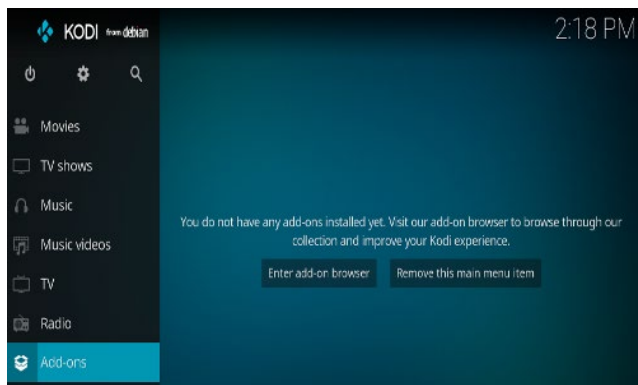 KODI from debian
2:18 PM
Movies
TV shows
Music
Music videos
TV
Radio
Add-ons
You do not have any add-ons installed yet. Visit our add-on browser to browse through our
collection and improve your Kodi experience.
Enter add-on browser
Remove this main menu item